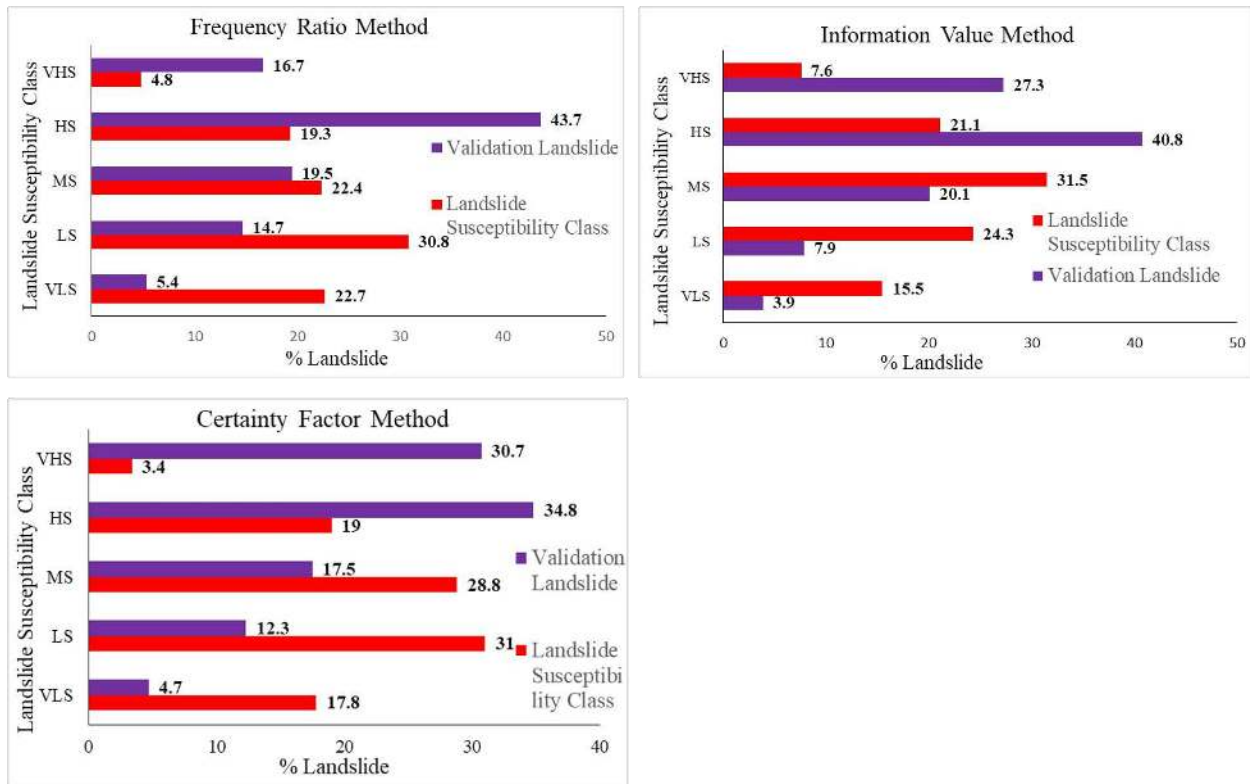 Frequency Ratio Method
Landslide Susceptibility Class
VHS
16.7
4.8
HS
43.7
19.3
Validation Landslide
MS
19.5
22.4
Landslide
Susceptibility Class
LS
14.7
30.8
VLS
5.4
22.7
0 10 20 30 40 50
% Landslide
Information Value Method
Landslide Susceptibility Class
VHS
7.6
27.3
HS
21.1
40.8
MS
31.5
20.1
Landslide
Susceptibility Class
LS
24.3
7.9
Validation Landslide
VLS
15.5
3.9
0 10 20 30 40 50
% Landslide
Certainty Factor Method
Landslide Susceptibility Class
VHS
30.7
3.4
HS
34.8
19
MS
17.5
28.8
Validation
Landslide
LS
12.3
31
Landslide
Susceptibi
lity Class
VLS
4.7
17.8
0 10 20 30 40
% Landslide